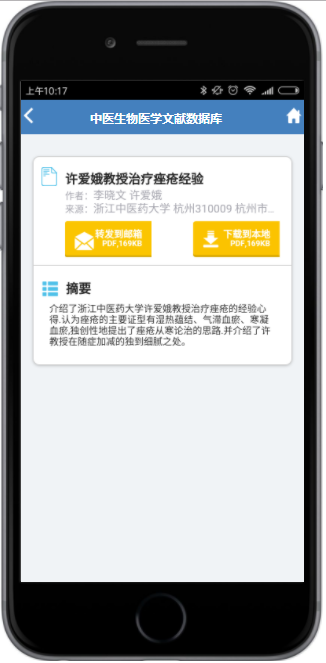 上午10:17
中医生物医学文献数据库
许爱娥教授治疗痤疮经验
作者：李晓文 许爱娥
来源：浙江中医药大学 杭州310009 杭州市...
转发到邮箱
PDF,169KB
下载到本地
PDF,169KB
摘要
介绍了浙江中医药大学许爱娥教授治疗痤疮的经验心
得.认为痤疮的主要证型有湿热蕴结、气滞血瘀、寒凝
血瘀,独创性地提出了痤疮从寒论治的思路.并介绍了许
教授在随症加减的独到细腻之处。